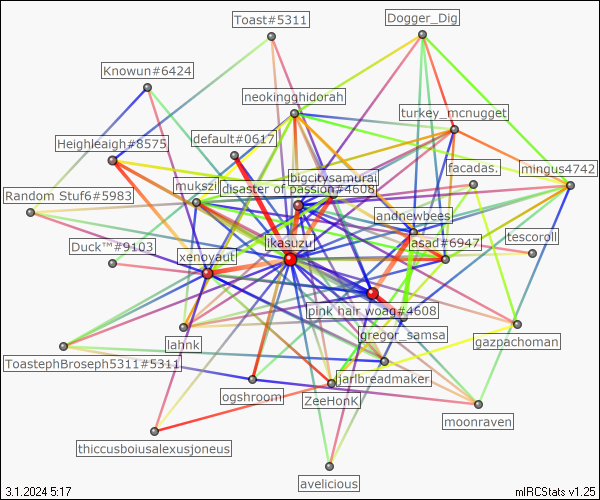 Toast#5311
Dogger_Dig
Knowun#6424
neokingghidorah
turkey_mcnugget
default#0617
Heighleigh#8575
facadas.
mingus4742
bigcitysamurai
mukszi
disaster of passion#4608
Random Stuf6#5983
andnewbees
tescoroll
Duck™#9103
ikasuzu
asad#6947
xenovaut
pink hair woag#4608
gregor_samsa
gazpachoman
lahnk
ToastephBroseph5311#5311
jarlbreadmaker
ogshroom
ZeeHonK
moonraven
thiccusboiusalexusjoneus
avelicious
3.1.2024 5:17
mIRCStats v1.25